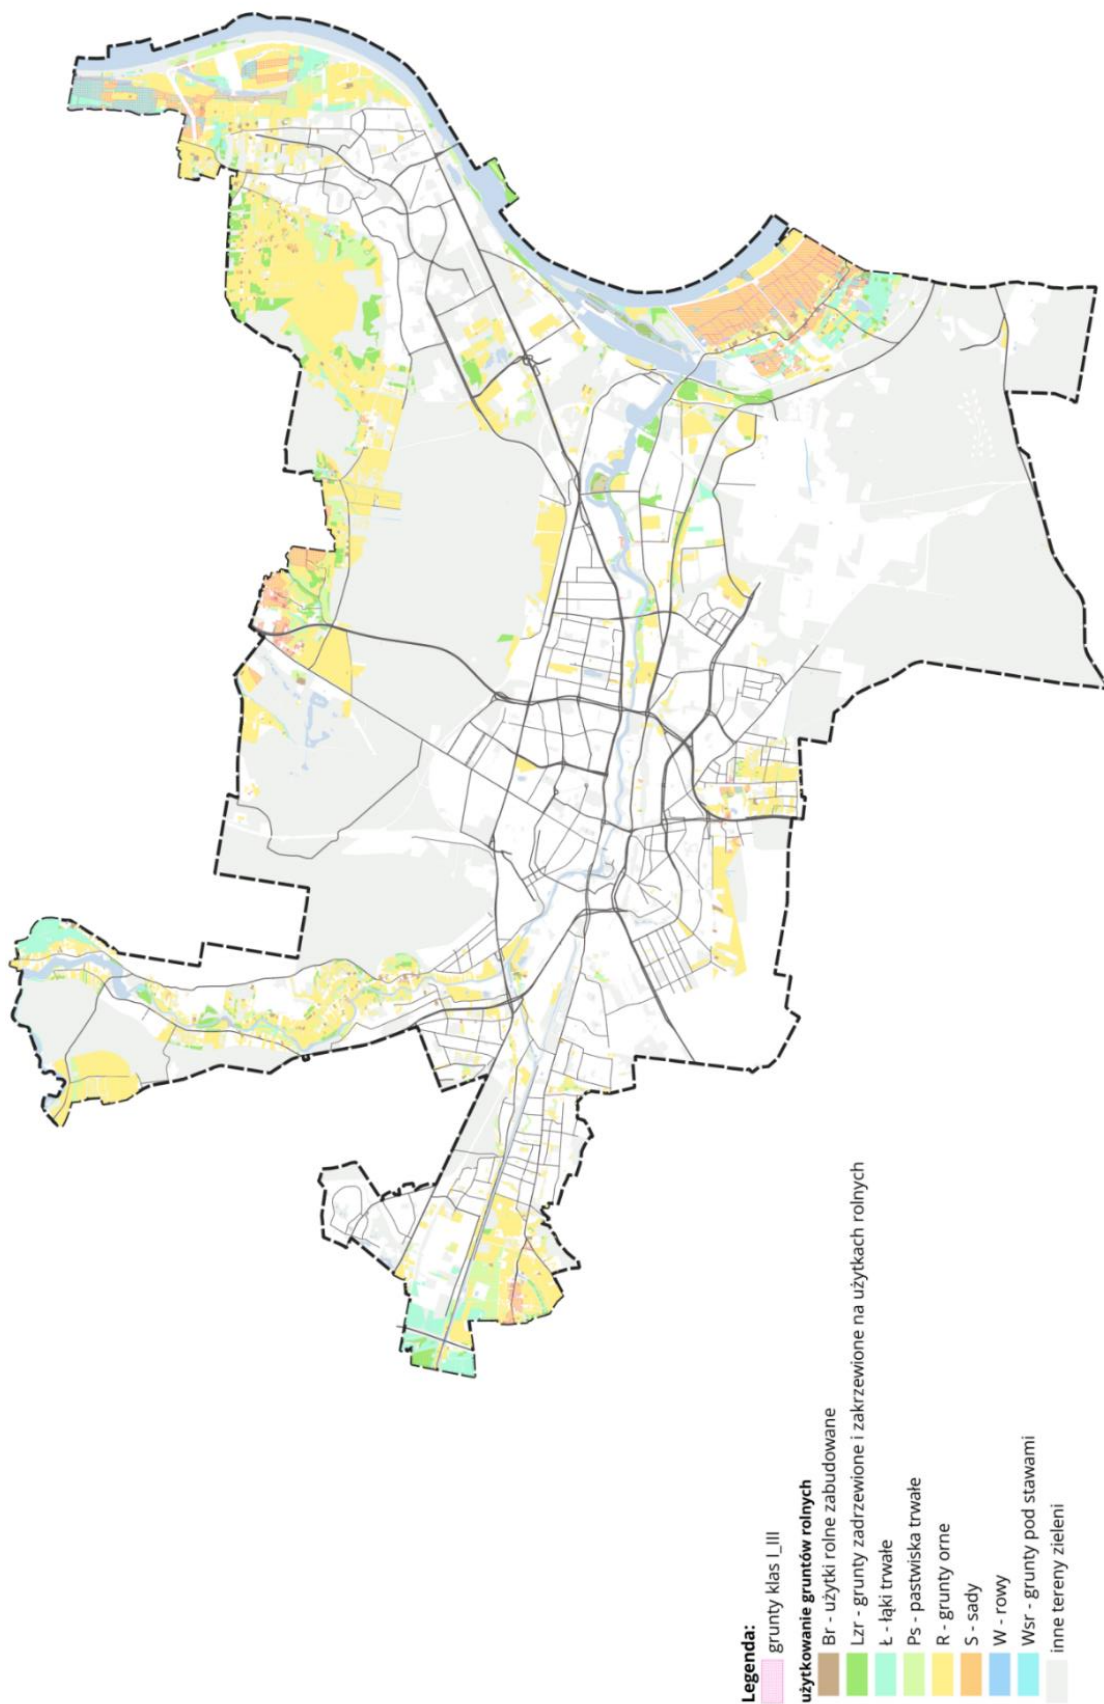 Legenda:
grunty klas I_III
użytkowanie gruntów rolnych
Br - użytki rolne zabudowane
Lzr - grunty zadrzewione i zakrzewione na użytkach rolnych
Ł - łąki trwałe
Ps - pastwiska trwałe
R - grunty orne
S - sady
W - rowy
Wsr - grunty pod stawami
inne tereny zieleni